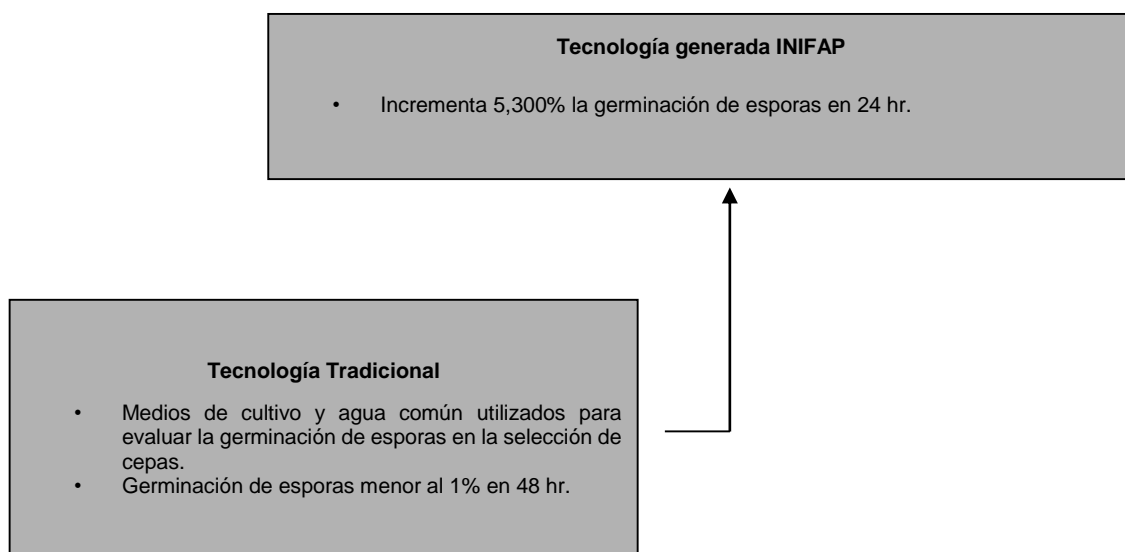 Tecnología generada INIFAP
• Incrementa 5,300% la germinación de esporas en 24 hr.
Tecnología Tradicional
• Medios de cultivo y agua común utilizados para
evaluar la germinación de esporas en la selección de
cepas.
• Germinación de esporas menor al 1% en 48 hr.